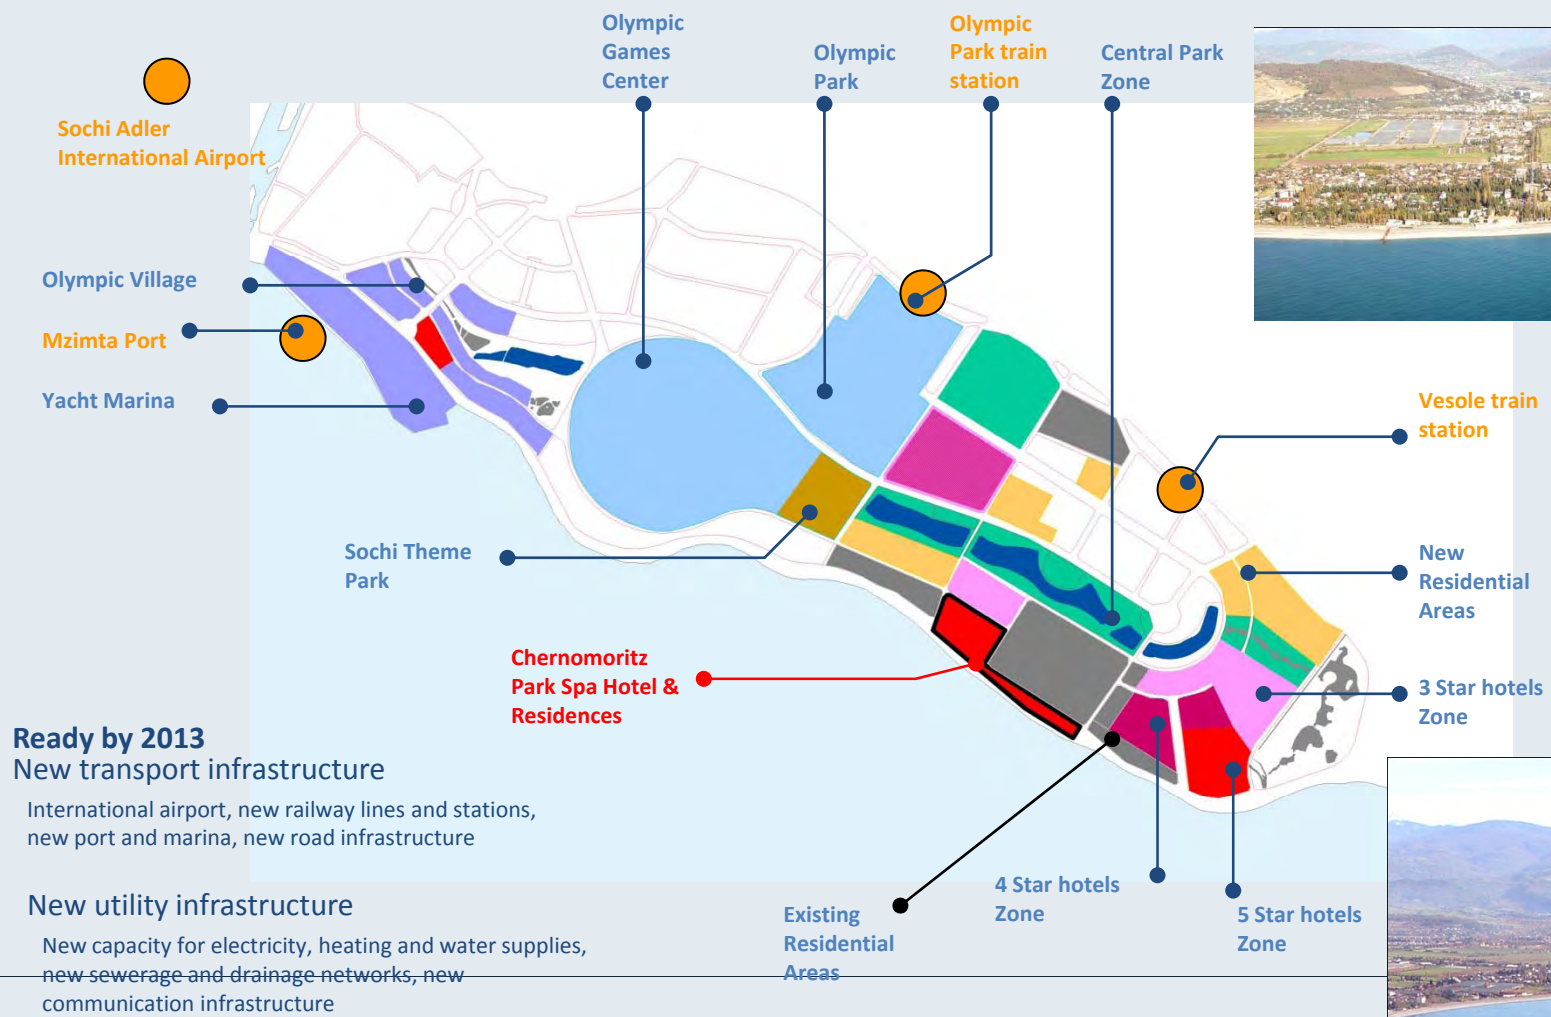 Olympic
Games
Center
Olympic
Park
Olympic
Park train
station
Central Park
Zone
Sochi Adler
International Airport
Olympic Village
Mzimta Port
Yacht Marina
Vesole train
station
Sochi Theme
Park
New
Residential
Areas
Chernomoritz
Park Spa Hotel &
Residences
3 Star hotels
Zone
Ready by 2013
New transport infrastructure
International airport, new railway lines and stations,
new port and marina, new road infrastructure
4 Star hotels
Zone
Existing
Residential
Areas
5 Star hotels
Zone
New utility infrastructure
New capacity for electricity, heating and water supplies,
new sewerage and drainage networks, new
communication infrastructure